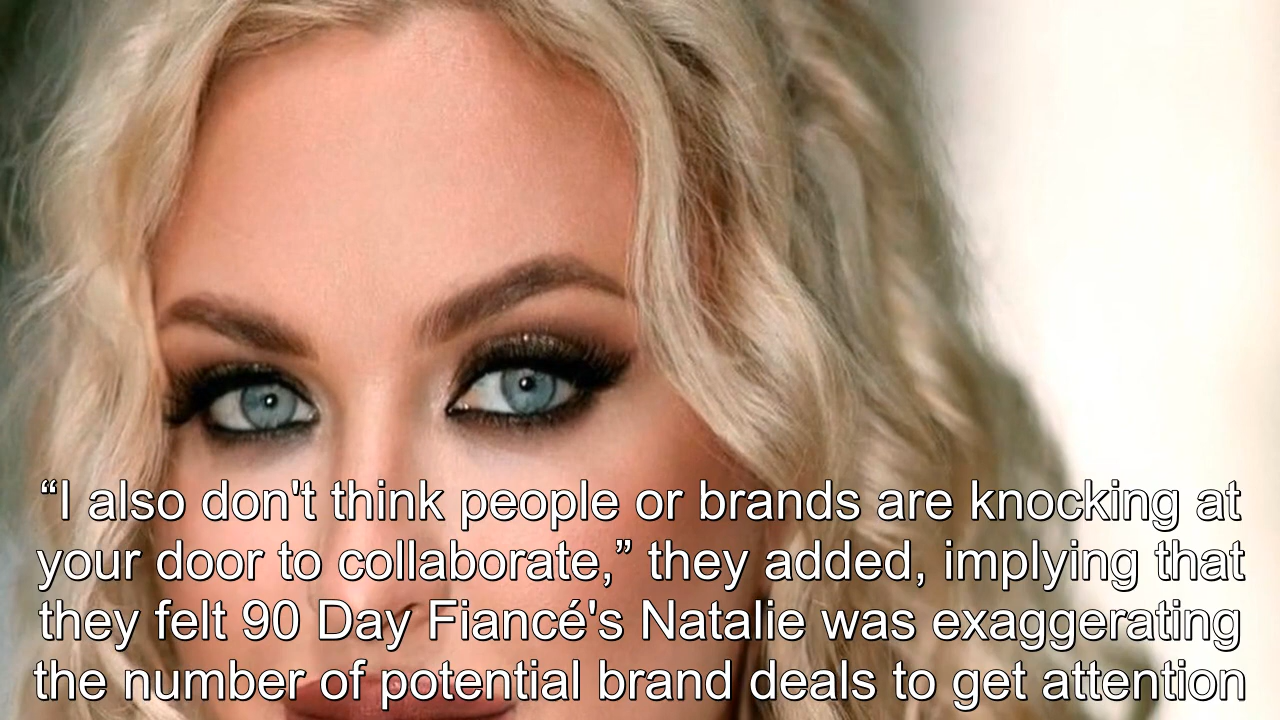 “I also don't think people or brands are knocking at
your door to collaborate,” they added, implying that
they felt 90 Day Fiancé's Natalie was exaggerating
the number of potential brand deals to get attention